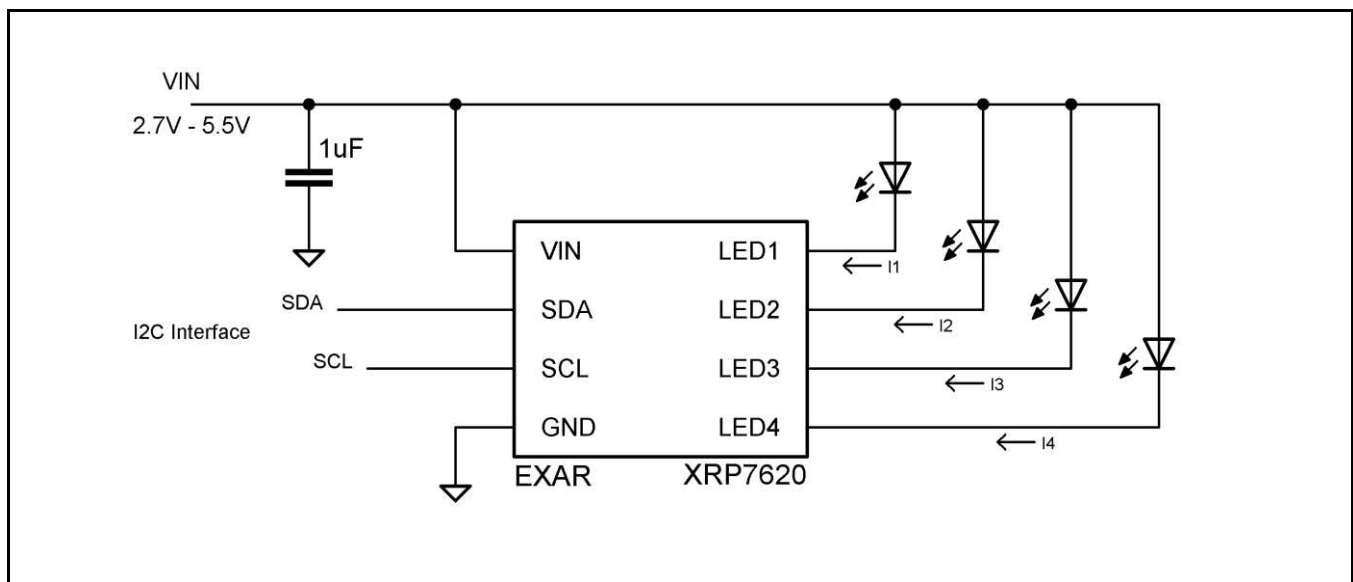 VIN
2.7V - 5.5V
1uF
VIN
LED1
I1
SDA
SDA
LED2
I2
I2C Interface
SCL
SCL
LED3
I3
GND
LED4
I4
EXAR
XRP7620